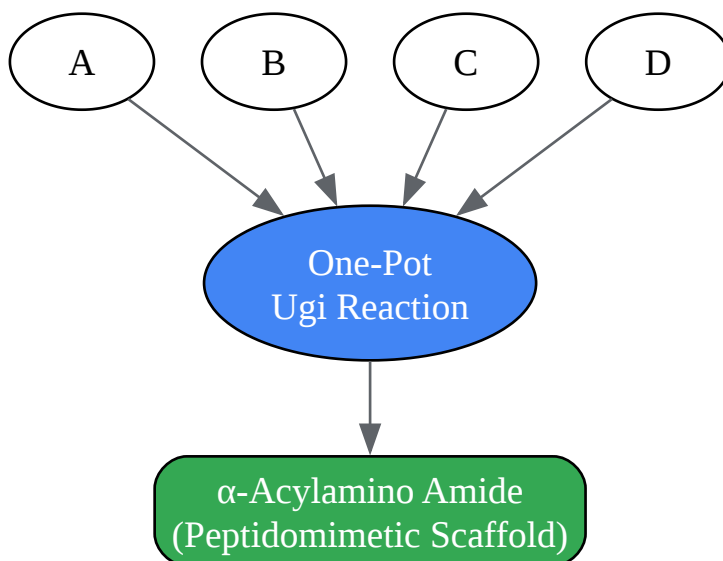 A
B
C
D
One-Pot
Ugi Reaction
α-Acylamino Amide
(Peptidomimetic Scaffold)